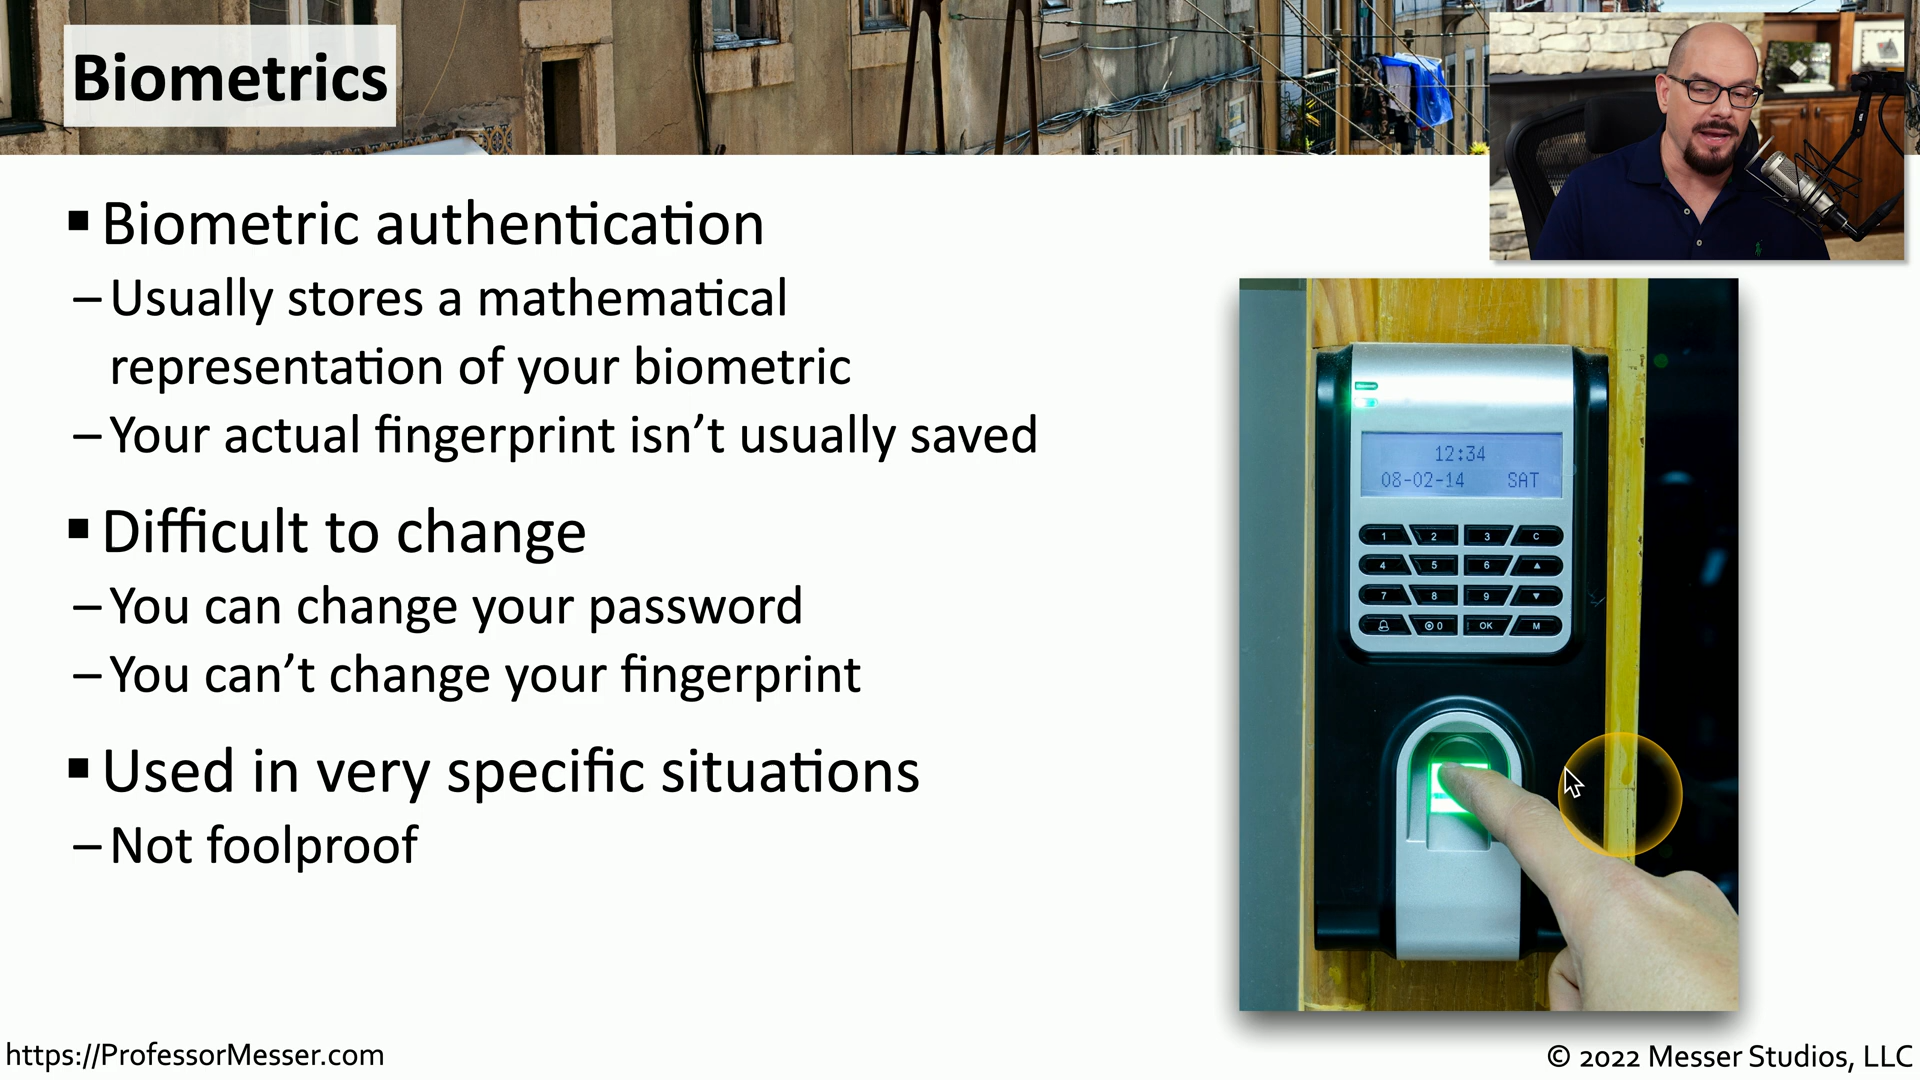 Biometrics
▪ Biometric authentication
– Usually stores a mathematical
representation of your biometric
– Your actual fingerprint isn’t usually saved
▪ Difficult to change
– You can change your password
– You can’t change your fingerprint
▪ Used in very specific situations
– Not foolproof
12:34
08-02-14 SAT
1 2 3 C
4 5 6 ▲
7 8 9 ▼
0 OK M
https://ProfessorMesser.com
© 2022 Messer Studios, LLC